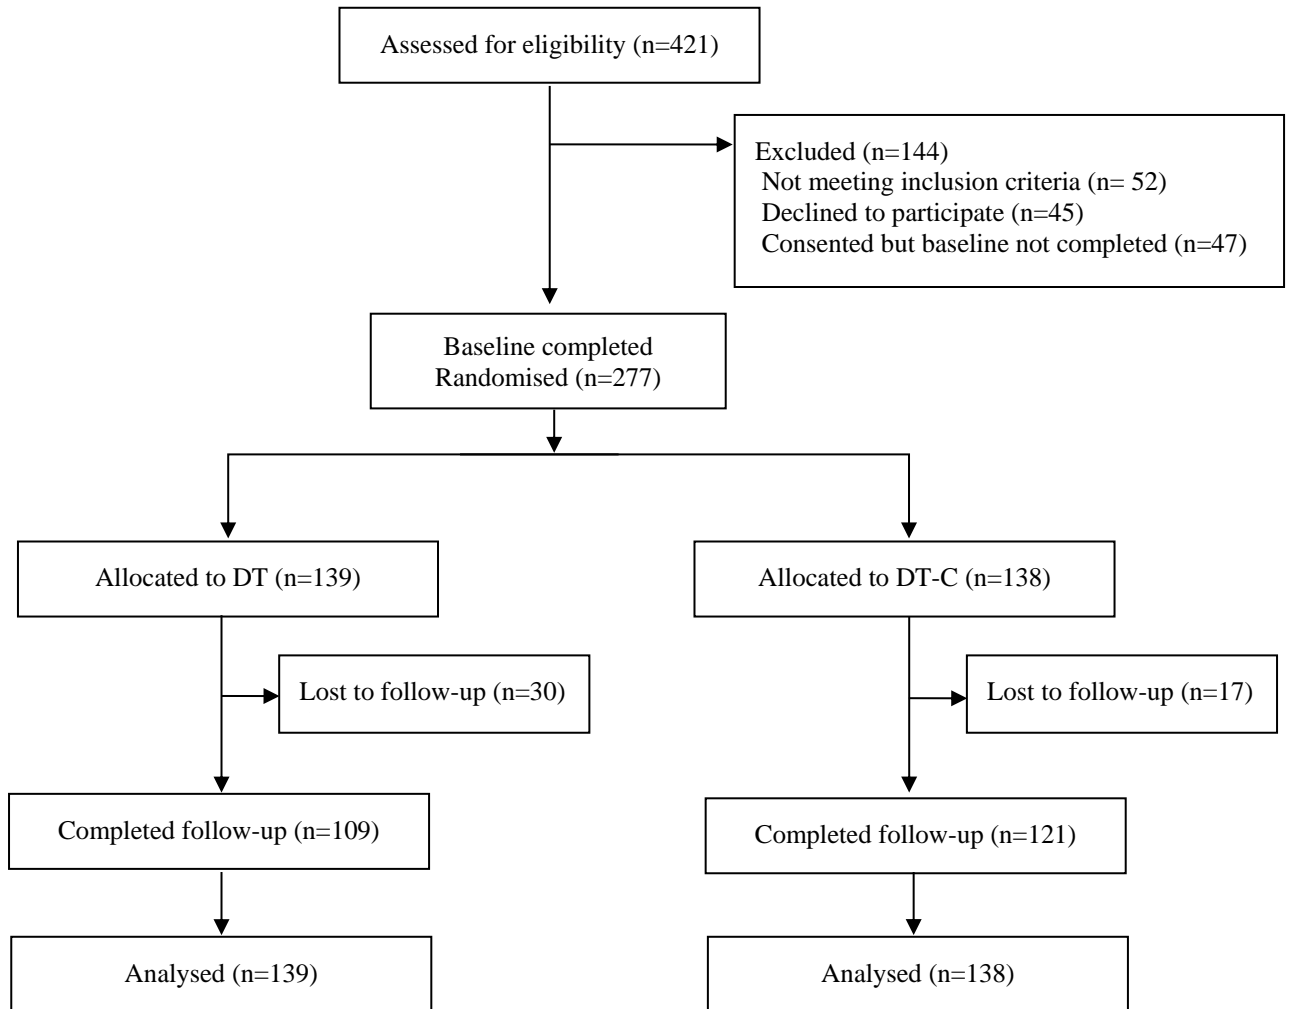 Assessed for eligibility (n=421)
Excluded (n=144)
Not meeting inclusion criteria (n= 52)
Declined to participate (n=45)
Consented but baseline not completed (n=47)
Baseline completed
Randomised (n=277)
Allocated to DT (n=139)
Allocated to DT-C (n=138)
Lost to follow-up (n=30)
Lost to follow-up (n=17)
Completed follow-up (n=109)
Completed follow-up (n=121)
Analysed (n=139)
Analysed (n=138)